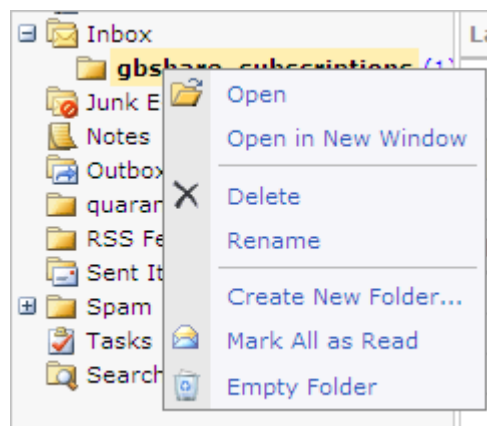 Inbox
gbshare_subscriptions (1)
Junk E
Open
Open in New Window
Notes
Outbox
Delete
quaran
RSS Fe
Rename
Sent It
Create New Folder...
Spam
Tasks
Mark All as Read
Search
Empty Folder